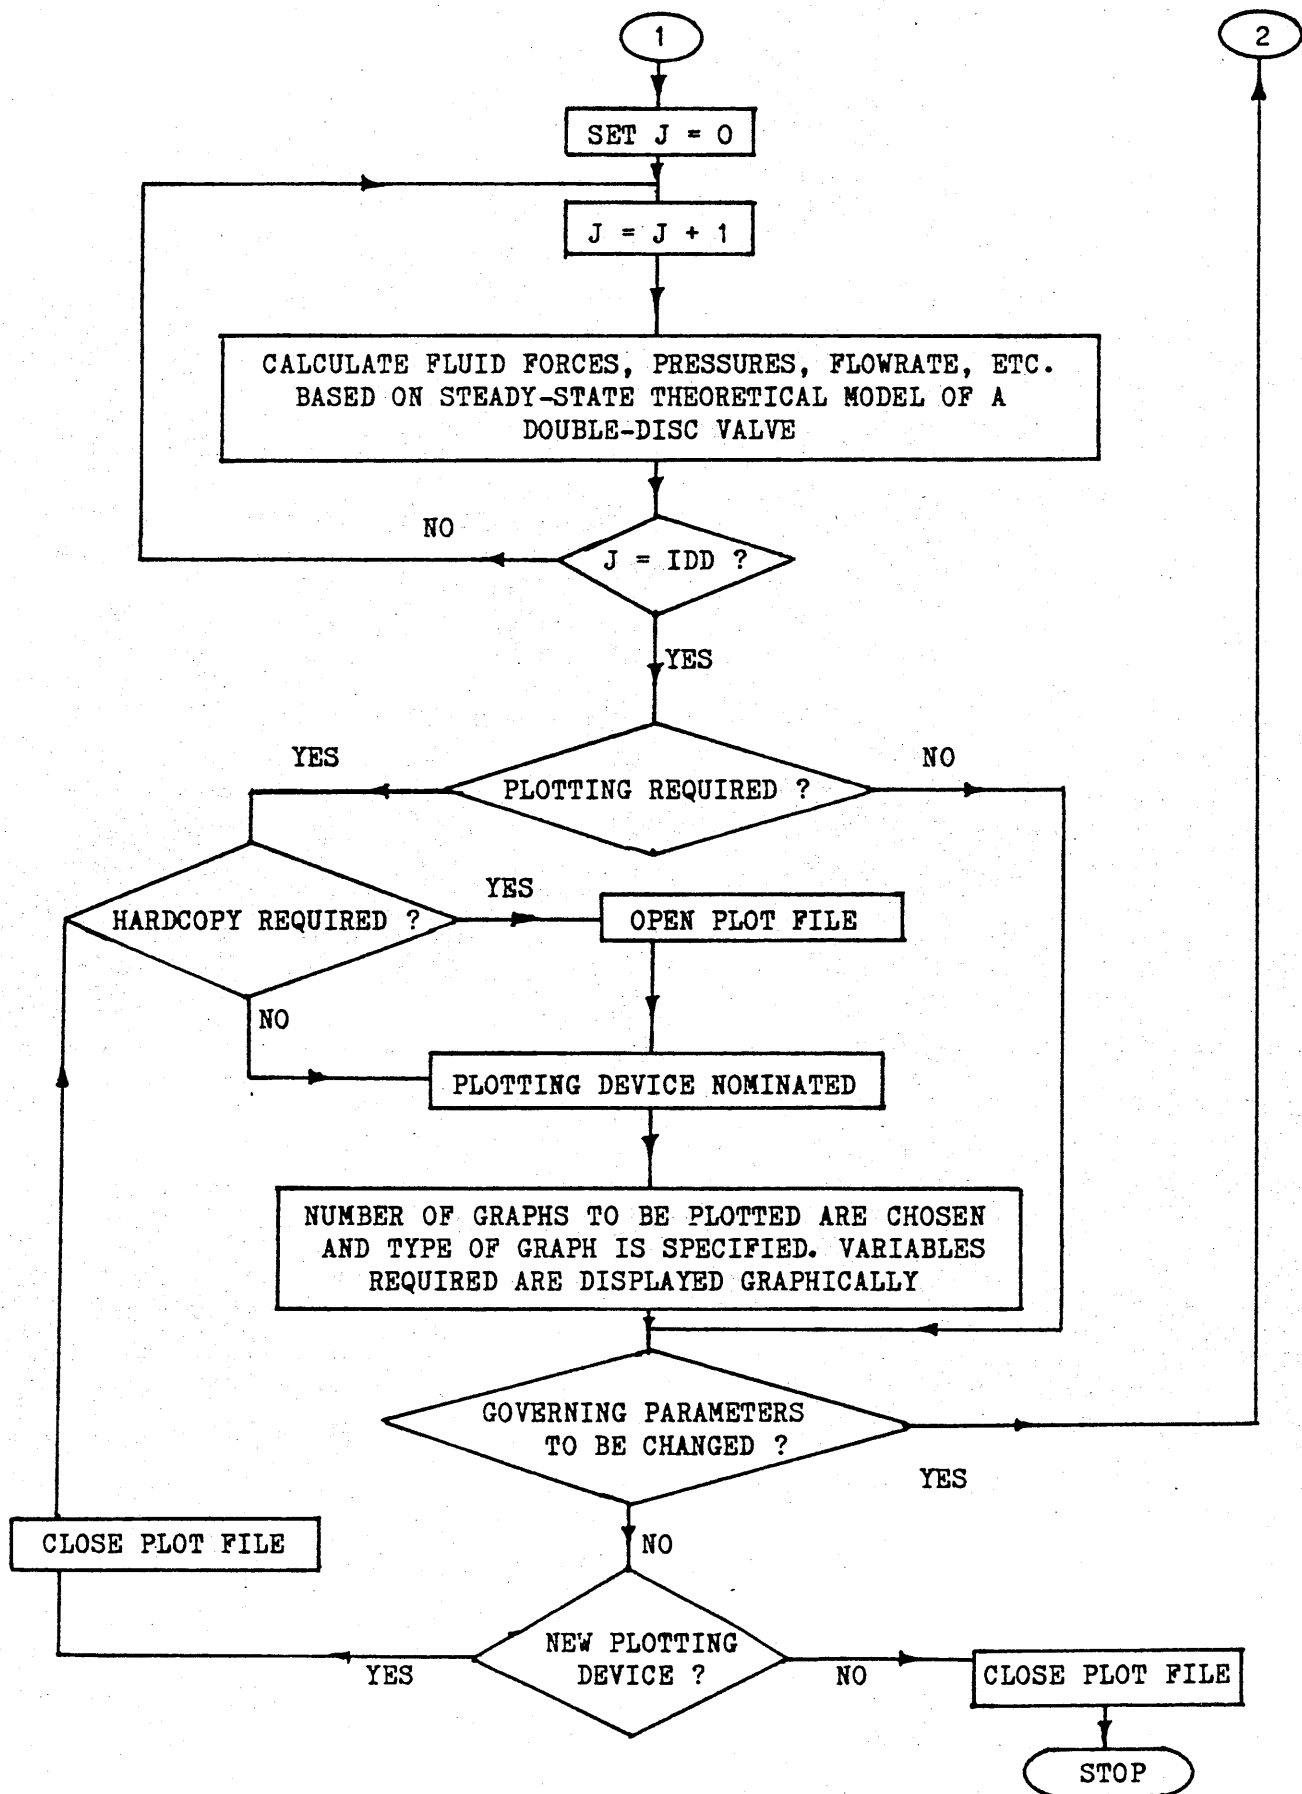 1
2
SET J = 0
J = J + 1
CALCULATE FLUID FORCES, PRESSURES, FLOWRATE, ETC.
BASED ON STEADY-STATE THEORETICAL MODEL OF A
DOUBLE-DISC VALVE
NO
J = IDD ?
YES
YES
NO
PLOTTING REQUIRED ?
YES
HARDCOPY REQUIRED ?
OPEN PLOT FILE
NO
PLOTTING DEVICE NOMINATED
NUMBER OF GRAPHS TO BE PLOTTED ARE CHOSEN
AND TYPE OF GRAPH IS SPECIFIED. VARIABLES
REQUIRED ARE DISPLAYED GRAPHICALLY
GOVERNING PARAMETERS
TO BE CHANGED ?
YES
CLOSE PLOT FILE
NO
NEW PLOTTING
DEVICE ?
YES
NO
CLOSE PLOT FILE
STOP